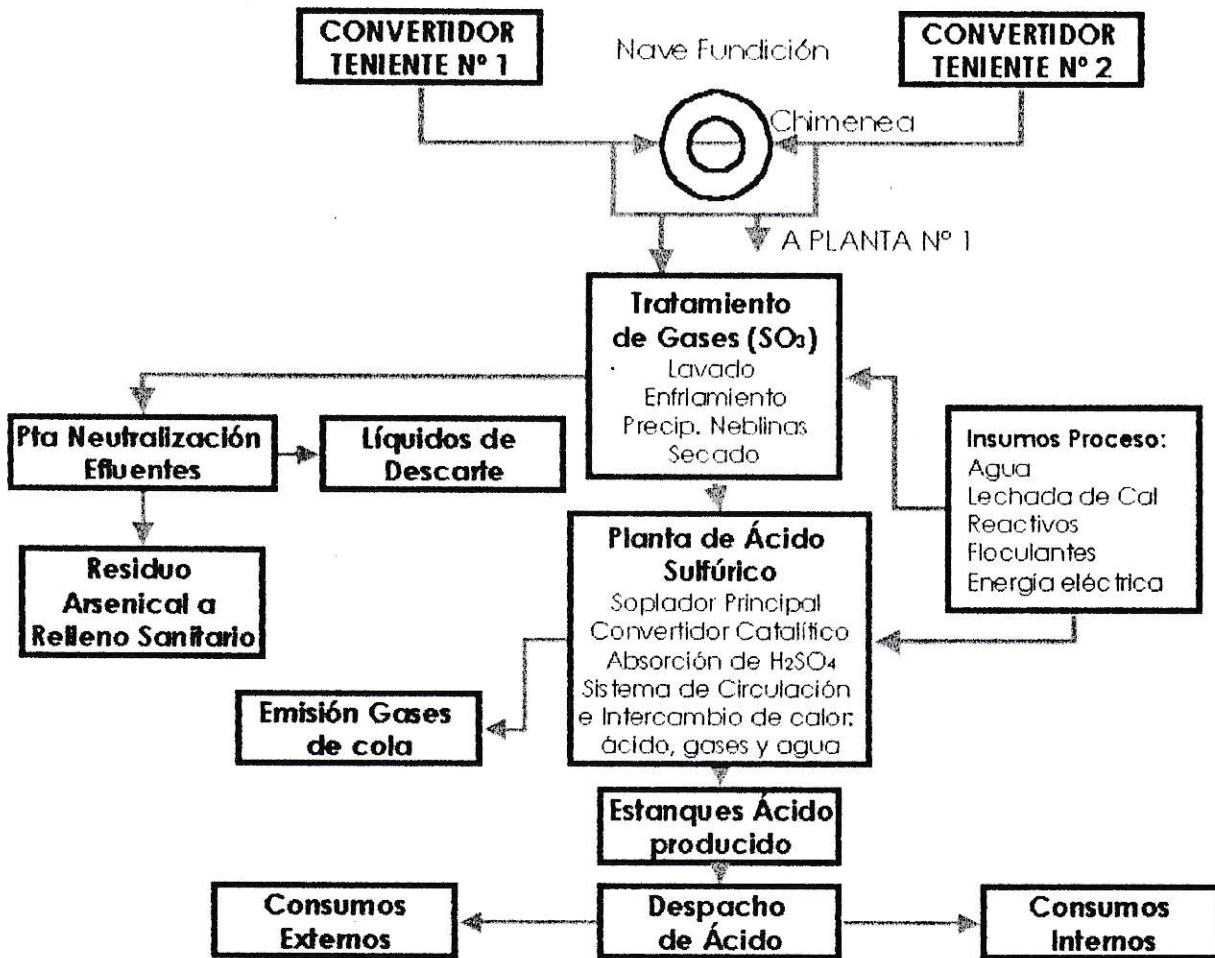 CONVERTIDOR
TENIENTE Nº 1
Nave Fundición
CONVERTIDOR
TENIENTE Nº 2
Chimenea
A PLANTA Nº 1
Tratamiento
de Gases (SO₃)
Lavado
Enfriamiento
Precip. Neblinas
Secado
Pta Neutralización
Efluentes
Líquidos de
Descarte
Insumos Proceso:
Agua
Lechada de Cal
Reactivos
Floculantes
Energía eléctrica
Residuo
Arsenical a
Relleno Sanitario
Planta de Ácido
Sulfúrico
Soplador Principal
Convertidor Catalítico
Absorción de H₂SO₄
Sistema de Circulación
e Intercambio de calor:
ácido, gases y agua
Emisión Gases
de cola
Estanques Ácido
producido
Consumos
Externos
Despacho
de Ácido
Consumos
Internos